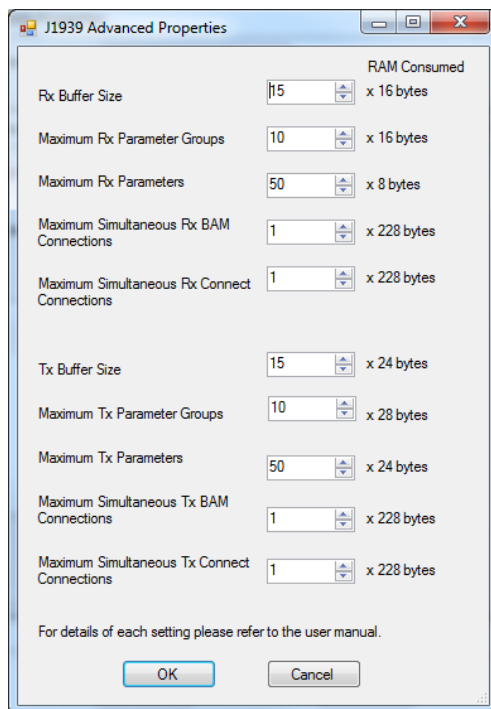 J1939 Advanced Properties
RAM Consumed
Rx Buffer Size 15 x 16 bytes
Maximum Rx Parameter Groups 10 x 16 bytes
Maximum Rx Parameters 50 x 8 bytes
Maximum Simultaneous Rx BAM
Connections 1 x 228 bytes
Maximum Simultaneous Rx Connect
Connections 1 x 228 bytes
Tx Buffer Size 15 x 24 bytes
Maximum Tx Parameter Groups 10 x 28 bytes
Maximum Tx Parameters 50 x 24 bytes
Maximum Simultaneous Tx BAM
Connections 1 x 228 bytes
Maximum Simultaneous Tx Connect
Connections 1 x 228 bytes
For details of each setting please refer to the user manual.
OK Cancel